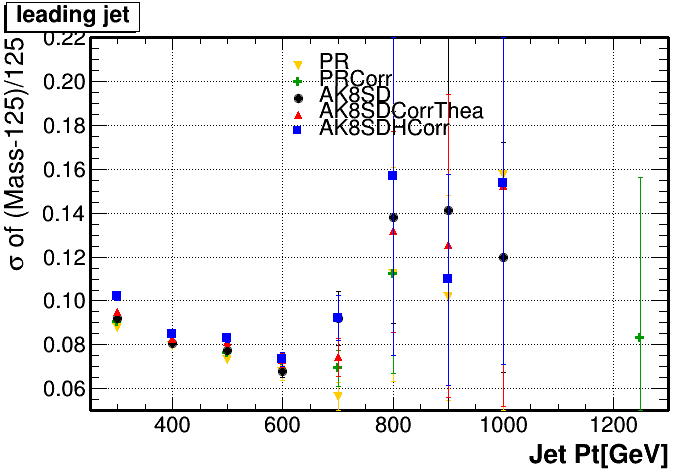 leading jet
σ of (Mass-125)/125
0.22
0.20
0.18
0.16
0.14
0.12
0.10
0.08
0.06
PR
PRCorr
AK8SD
AK8SDCorrThea
AK8SDHCorr
400 600 800 1000 1200
Jet Pt[GeV]